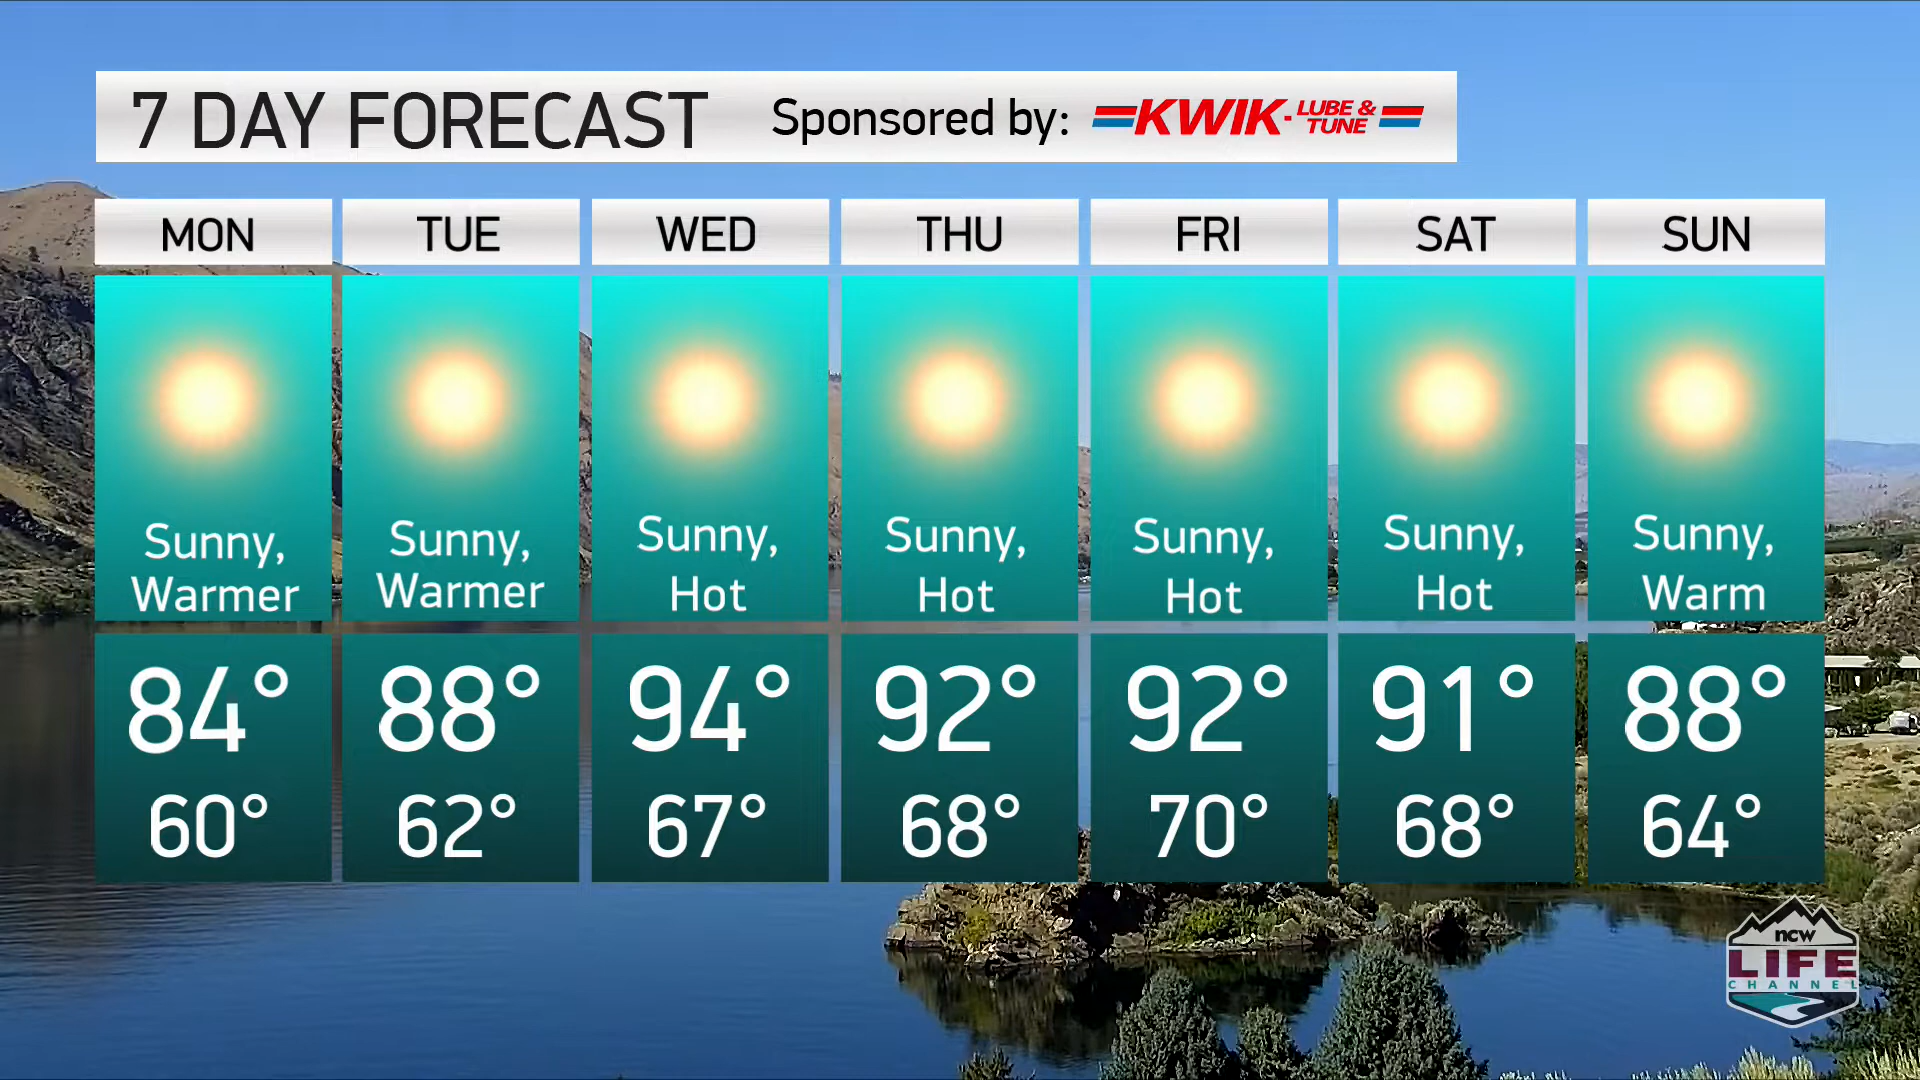 7 DAY FORECAST
Sponsored by:
KWIK-LUBE & TUNE
MON TUE WED THU FRI SAT SUN
Sunny, Warmer
Sunny, Warmer
Sunny, Hot
Sunny, Hot
Sunny, Hot
Sunny, Hot
Sunny, Warm
84° 88° 94° 92° 92° 91° 88°
60° 62° 67° 68° 70° 68° 64°
ncw
LIFE
CHANNEL